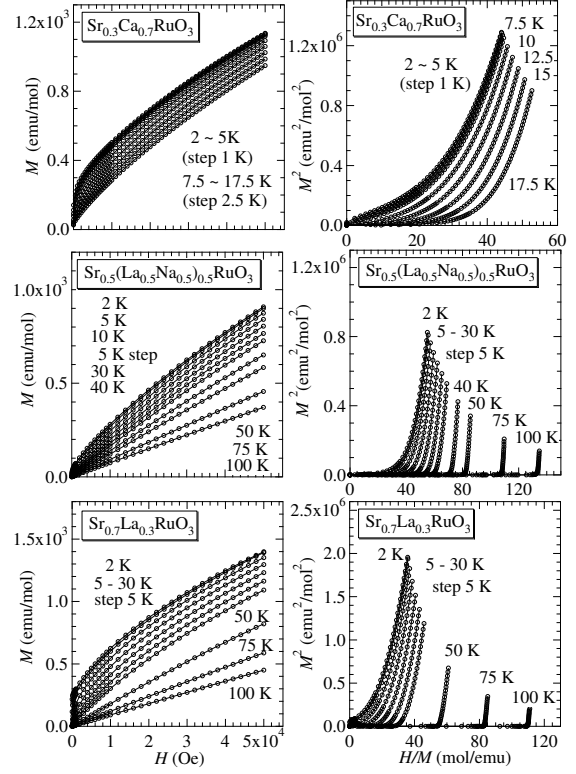 Sr0.3Ca0.7RuO3
M (emu/mol)
1.2x10³
0.8
0.4
0.0
2 ~ 5K
(step 1 K)
7.5 ~ 17.5 K
(step 2.5 K)
Sr0.3Ca0.7RuO3
M² (emu²/mol²)
1.2x10⁶
0.8
0.4
0.0
0
20
40
60
7.5 K
10
12.5
15
17.5 K
2 ~ 5 K
(step 1 K)
Sr0.5(La0.5Na0.5)0.5RuO3
M (emu/mol)
1.0x10³
0.5
0.0
2 K
5 K
10 K
5 K step
30 K
40 K
50 K
75 K
100 K
Sr0.5(La0.5Na0.5)0.5RuO3
M² (emu²/mol²)
1.2x10⁶
0.8
0.4
0.0
0
40
80
120
2 K
5 - 30 K
step 5 K
40 K
50 K
75 K
100 K
Sr0.7La0.3RuO3
M (emu/mol)
1.5x10³
1.0
0.5
0.0
0
1
2
3
4
5x10⁴
H (Oe)
2 K
5 - 30 K
step 5 K
50 K
75 K
100 K
Sr0.7La0.3RuO3
M² (emu²/mol²)
2.5x10⁶
2.0
1.5
1.0
0.5
0.0
0
40
80
120
H/M (mol/emu)
2 K
5 - 30 K
step 5 K
50 K
75 K
100 K